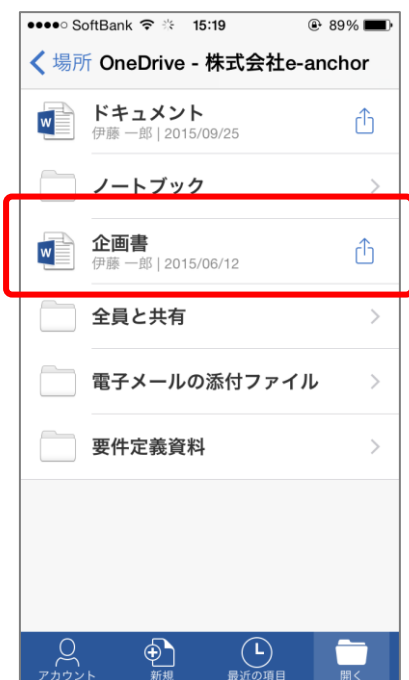 SoftBank 15:19 89%
場所 OneDrive - 株式会社e-anchor
ドキュメント
伊藤 一郎 | 2015/09/25
ノートブック
企画書
伊藤 一郎 | 2015/06/12
全員と共有
電子メールの添付ファイル
要件定義資料
アカウント 新規 最近の項目 開く